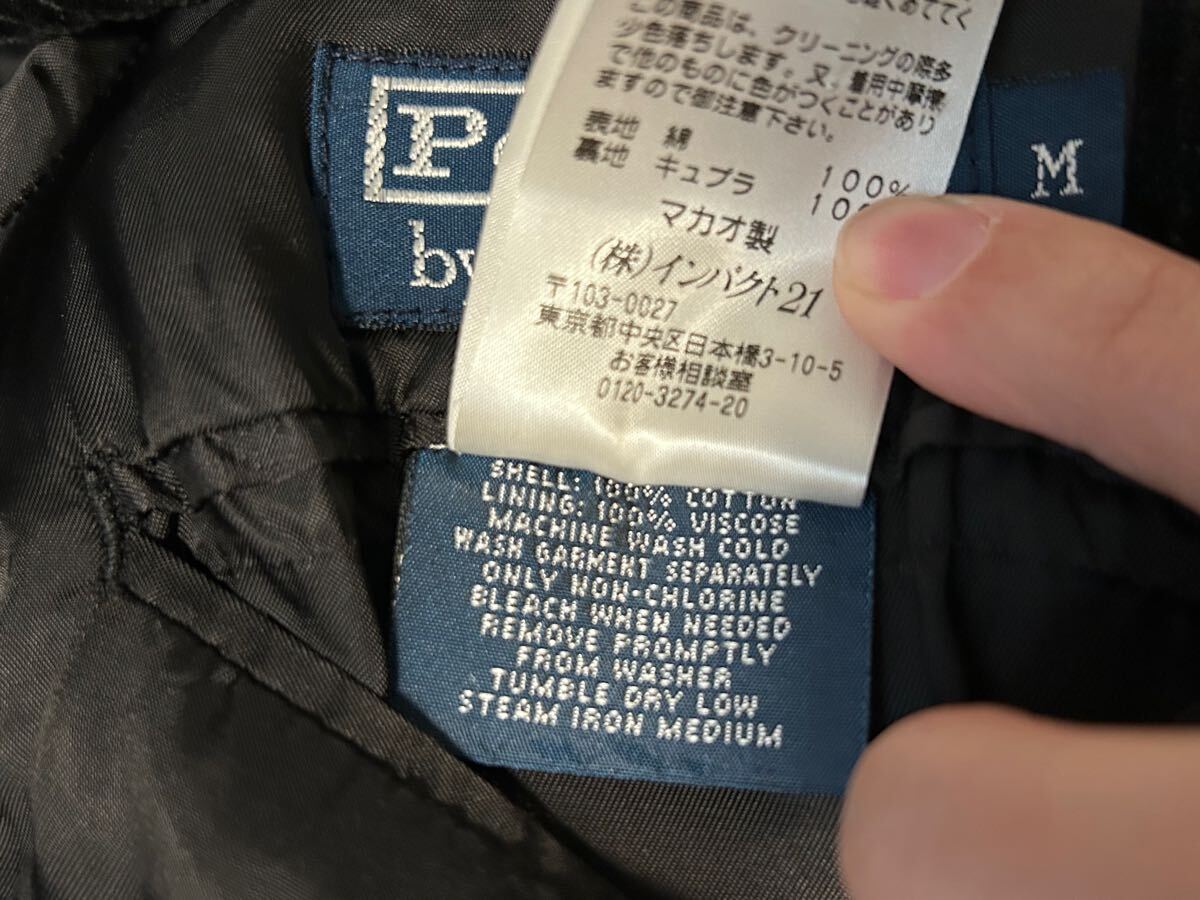 この商品は、クリーニングの際多
少色落ちします。又、着用中摩擦
で他のものに色がつくことがあり
ますので御注意下さい。
表地 綿 100%
裏地 キュプラ 10
マカオ製
(株)インパクト21
〒103-0027
東京都中央区日本橋3-10-5
お客様相談室
0120-3274-20
P
by
M
SHELL: 100% COTTON
LINING: 100% VISCOSE
MACHINE WASH COLD
WASH GARMENT SEPARATELY
ONLY NON-CHLORINE
BLEACH WHEN NEEDED
REMOVE PROMPTLY
FROM WASHER
TUMBLE DRY LOW
STEAM IRON MEDIUM